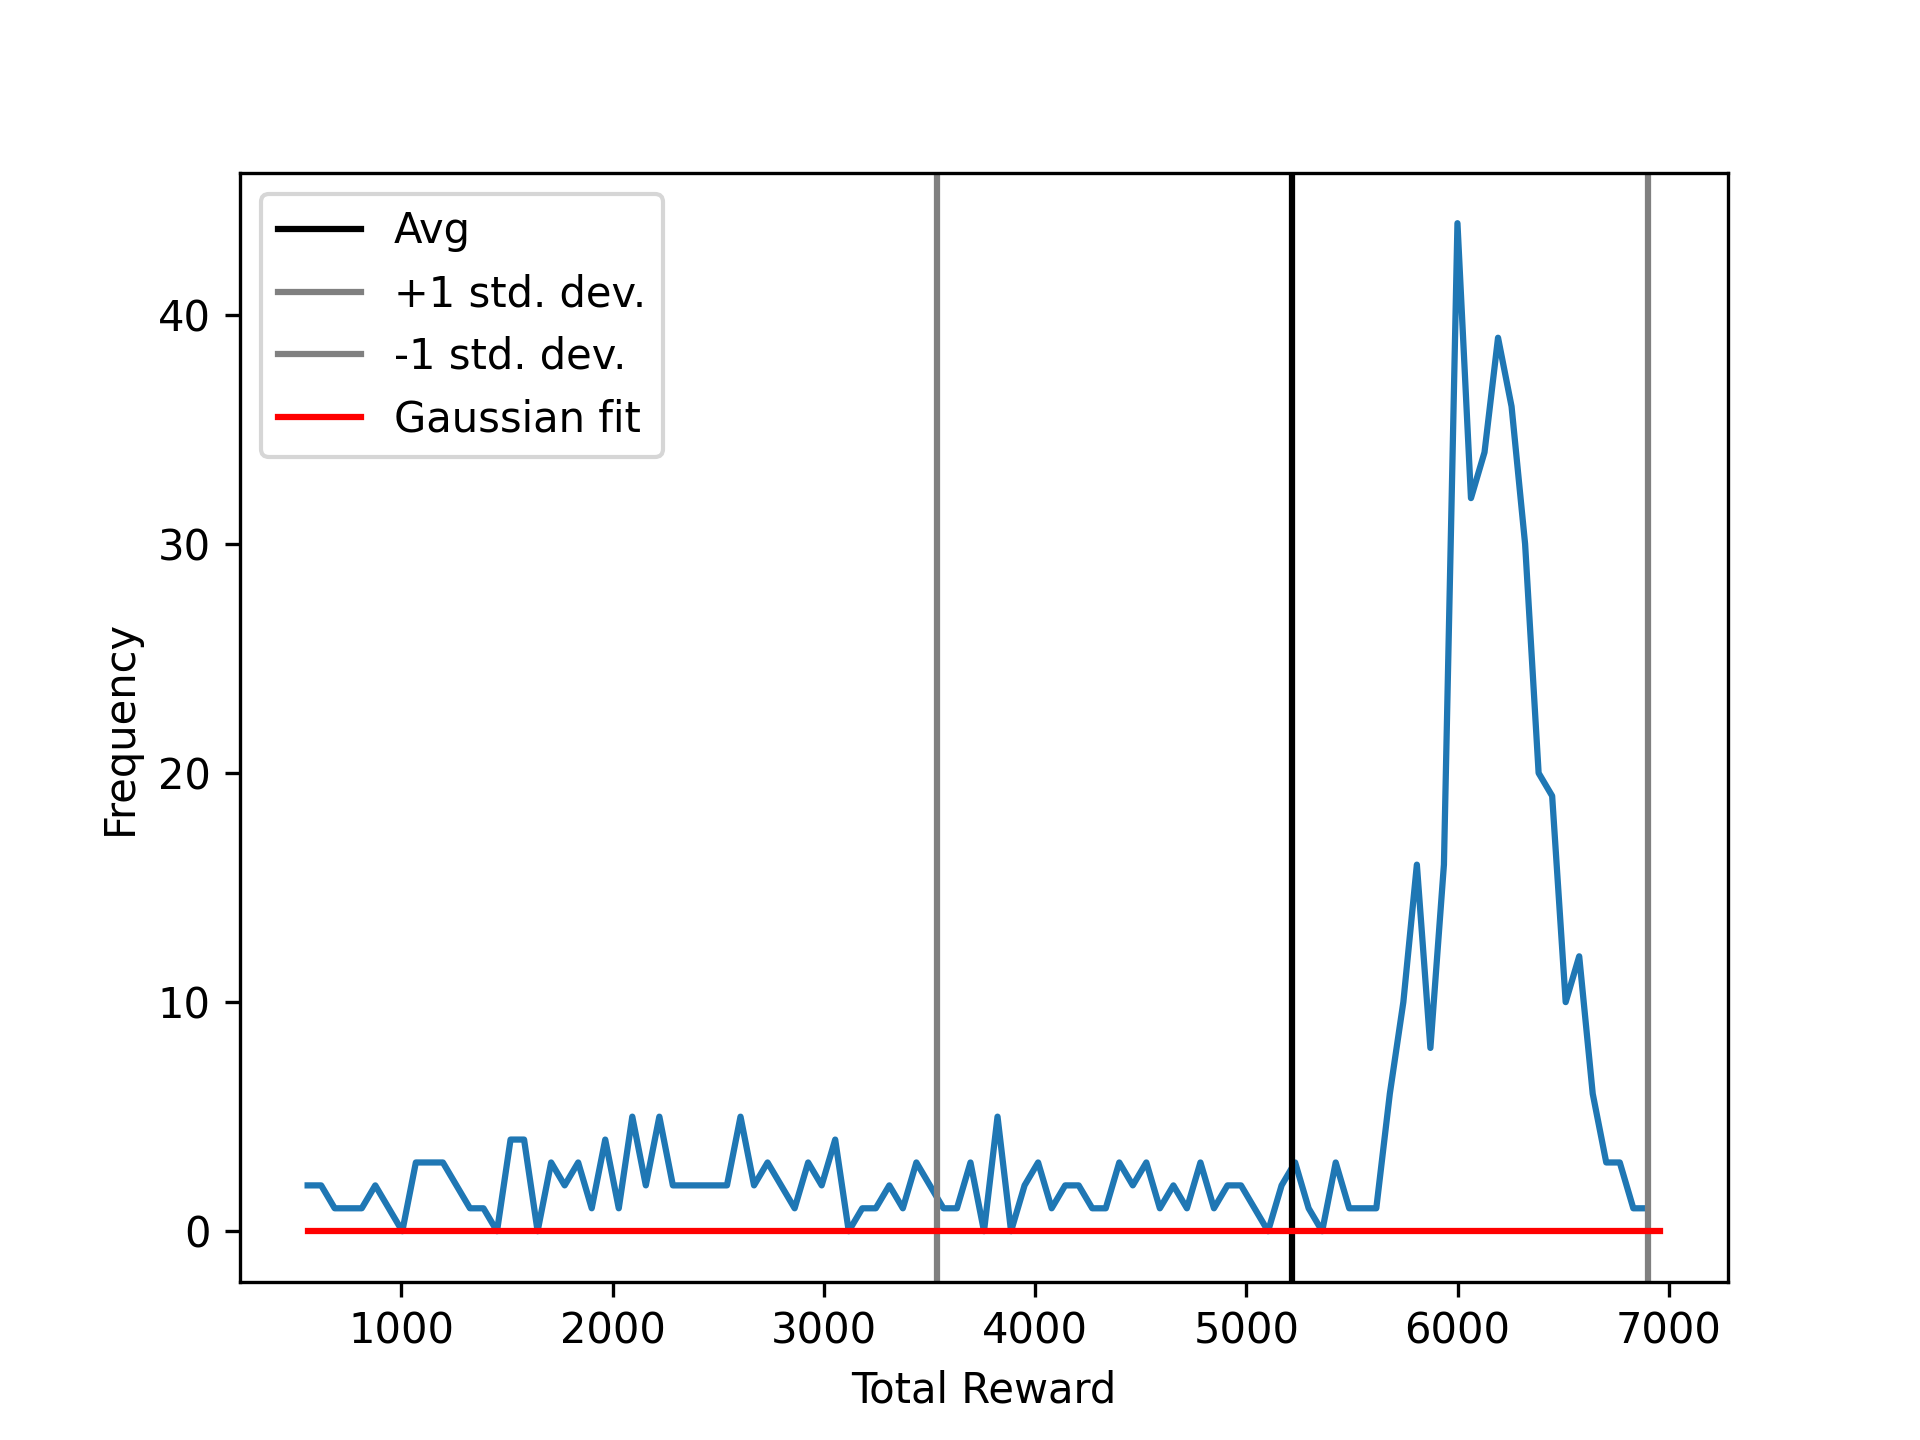 Avg
+1 std. dev.
-1 std. dev.
Gaussian fit
40
30
20
10
0
Frequency
1000 2000 3000 4000 5000 6000 7000
Total Reward